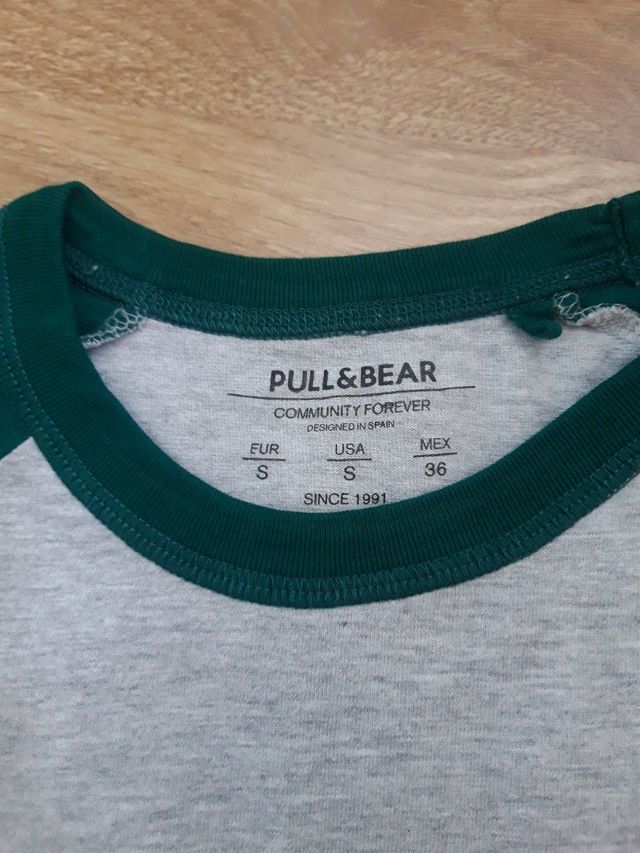 PULL&BEAR
COMMUNITY FOREVER
DESIGNED IN SPAIN
EUR USA MEX
S S 36
SINCE 1991